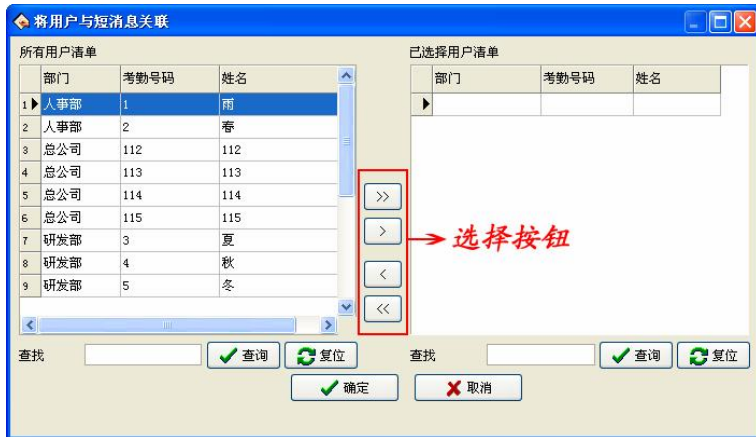 将用户与短消息关联
所有用户清单
部门 考勤号码 姓名
1 人事部 1 雨
2 人事部 2 春
3 总公司 112 112
4 总公司 113 113
5 总公司 114 114
6 总公司 115 115
7 研发部 3 夏
8 研发部 4 秋
9 研发部 5 冬
>>
>
<
<<
选择按钮
已选择用户清单
部门 考勤号码 姓名
查找 查询 复位
查找 查询 复位
确定 取消